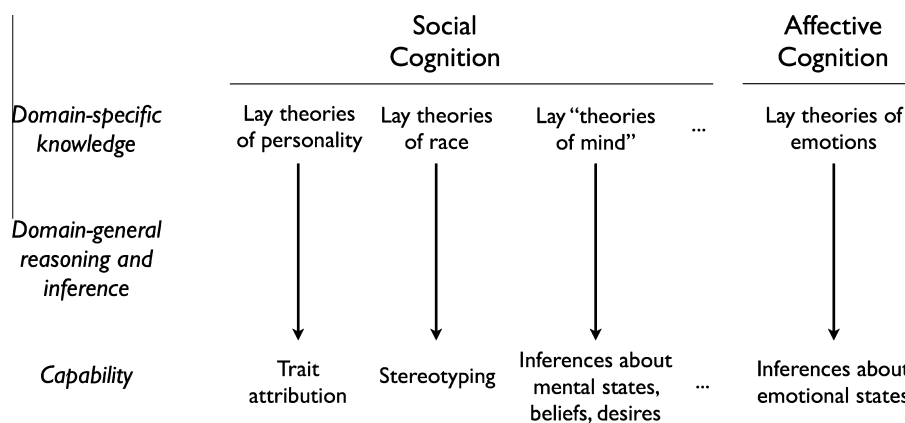 Social
Cognition
Affective
Cognition
Domain-specific
knowledge
Lay theories
of personality
Lay theories
of race
Lay “theories
of mind”
...
Lay theories of
emotions
Domain-general
reasoning and
inference
Capability
Trait
attribution
Stereotyping
Inferences about
mental states,
beliefs, desires
...
Inferences about
emotional states